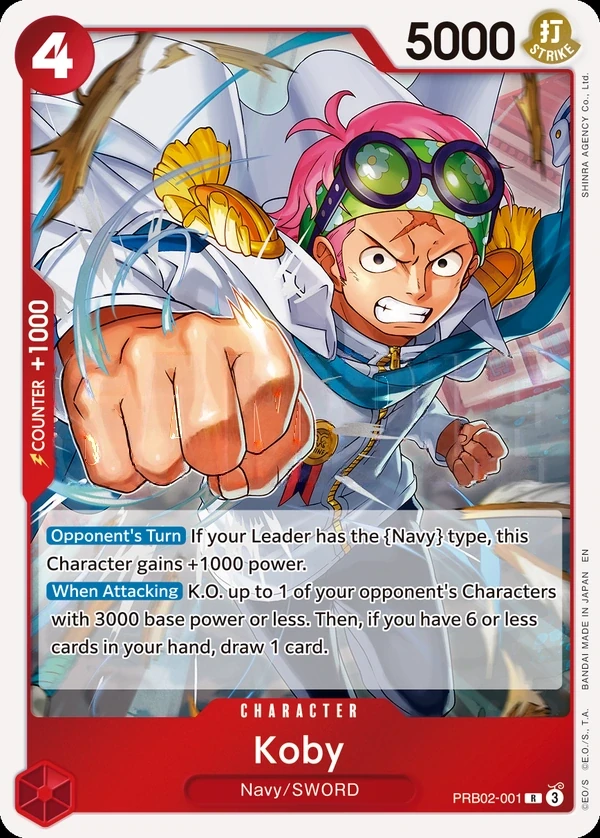 4
5000
打
STRIKE
SHINRA AGENCY Co., Ltd.
COUNTER +1000
Opponent's Turn If your Leader has the {Navy} type, this
Character gains +1000 power.
When Attacking K.O. up to 1 of your opponent's Characters
with 3000 base power or less. Then, if you have 6 or less
cards in your hand, draw 1 card.
CHARACTER
Koby
Navy/SWORD
PRB02-001 R 3
©EO/S ©E.O./S., T.A. BANDAI MADE IN JAPAN EN